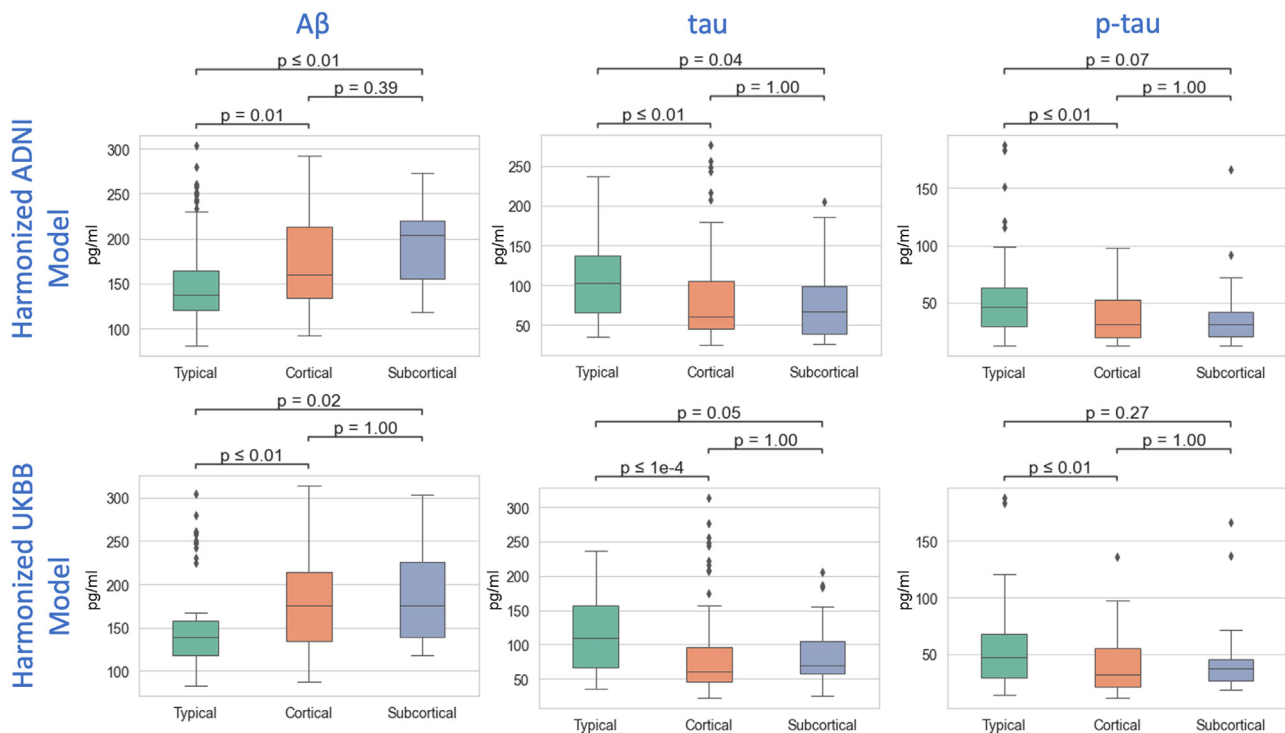 Aβ
tau
p-tau
Harmonized ADNI
Model
p ≤ 0.01
p = 0.39
p = 0.01
300
250
200
150
100
pg/ml
Typical
Cortical
Subcortical
p = 0.04
p = 1.00
p ≤ 0.01
250
200
150
100
50
pg/ml
Typical
Cortical
Subcortical
p = 0.07
p = 1.00
p ≤ 0.01
150
100
50
pg/ml
Typical
Cortical
Subcortical
Harmonized UKBB
Model
p = 0.02
p = 1.00
p ≤ 0.01
300
250
200
150
100
pg/ml
Typical
Cortical
Subcortical
p = 0.05
p = 1.00
p ≤ 1e-4
300
250
200
150
100
50
pg/ml
Typical
Cortical
Subcortical
p = 0.27
p = 1.00
p ≤ 0.01
150
100
50
pg/ml
Typical
Cortical
Subcortical